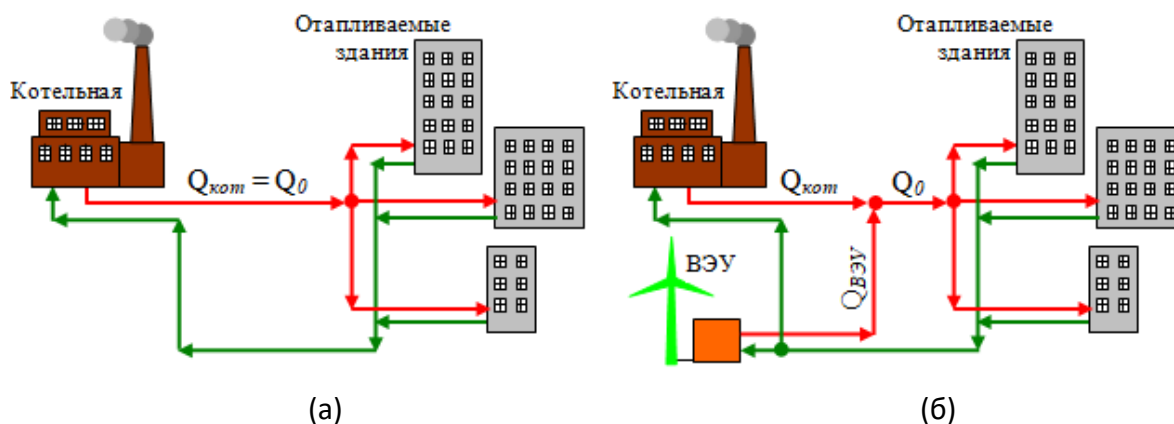 Отапливаемые
здания
Котельная
Qкот = Q0
(а)
Отапливаемые
здания
Котельная
Qкот
Q0
QВЭУ
ВЭУ
(б)